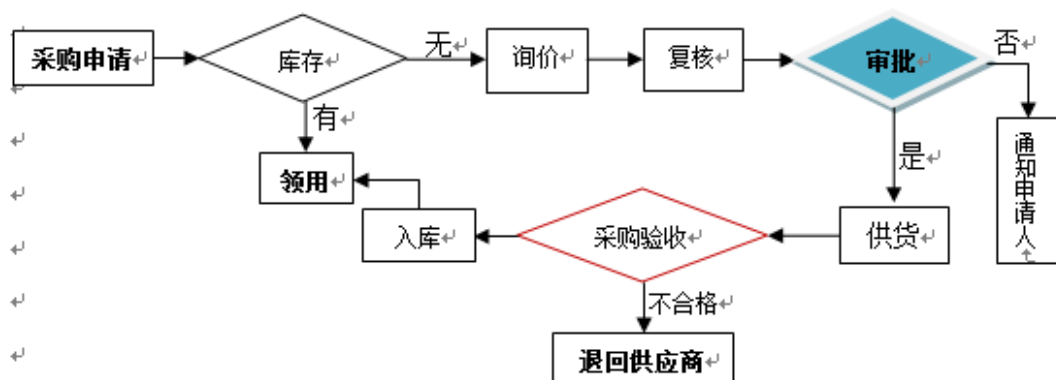 采购申请
库存
无
询价
复核
审批
否
有
是
通知申请人
领用
入库
采购验收
供货
不合格
退回供应商